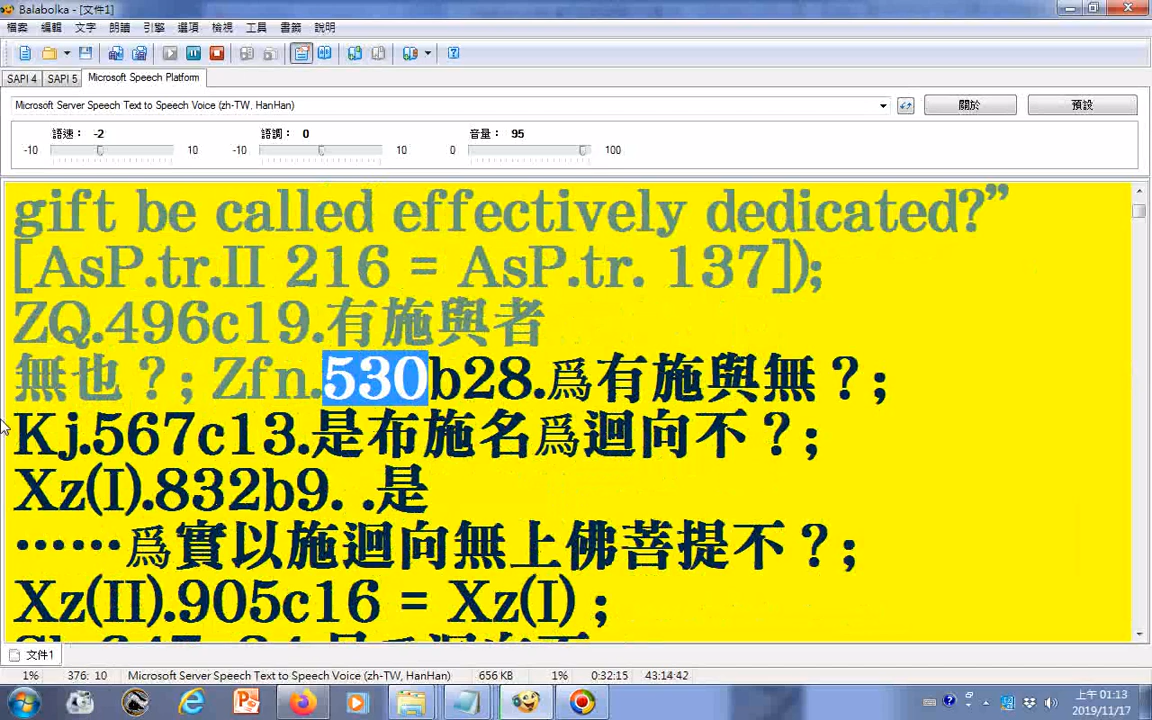 Balabolka - [文件1]
檔案 編輯 文字 朗讀 引擎 選項 檢視 工具 書籤 說明
SAPI 4 SAPI 5 Microsoft Speech Platform
Microsoft Server Speech Text to Speech Voice (zh-TW, HanHan)
關於 預設
語速： -2 語調： 0 音量： 95
-10 10 -10 10 0 100
gift be called effectively dedicated?”
[AsP.tr.II 216 = AsP.tr. 137]);
ZQ.496c19.有施與者
無也？; Zfn.530b28.爲有施與無？;
Kj.567c13.是布施名爲迴向不？;
Xz(I).832b9. .是
······爲實以施迴向無上佛菩提不？;
Xz(II).905c16 = Xz(I) ;
文件1
1% 376: 10 Microsoft Server Speech Text to Speech Voice (zh-TW, HanHan) 656 KB 1% 0:32:15 43:14:42
上午 01:13
2019/11/17